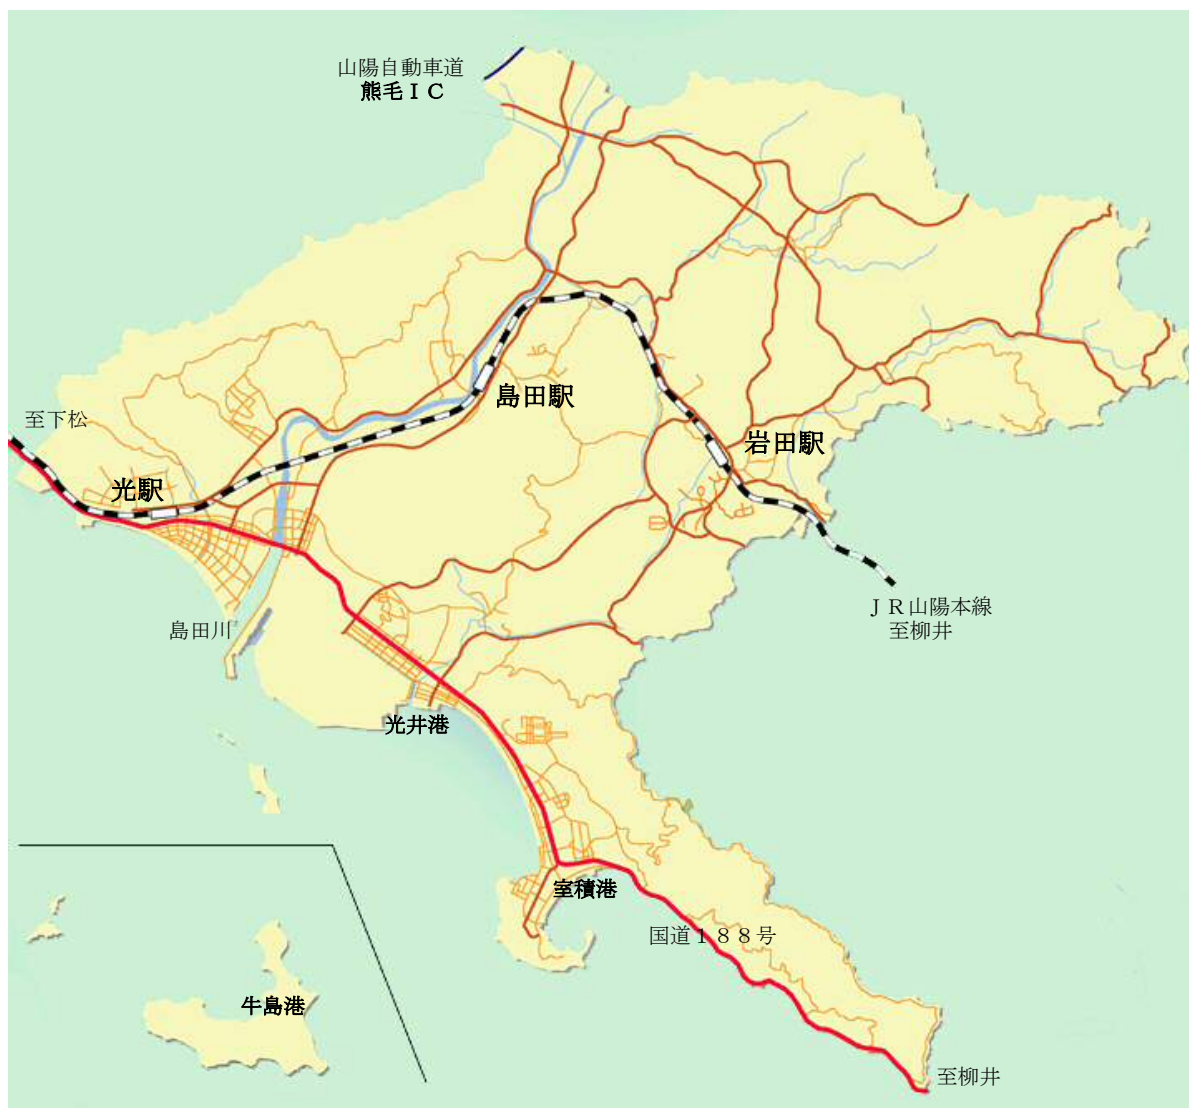 山陽自動車道
熊毛ＩＣ
島田駅
至下松
岩田駅
光駅
ＪＲ山陽本線
至柳井
島田川
光井港
室積港
国道１８８号
牛島港
至柳井